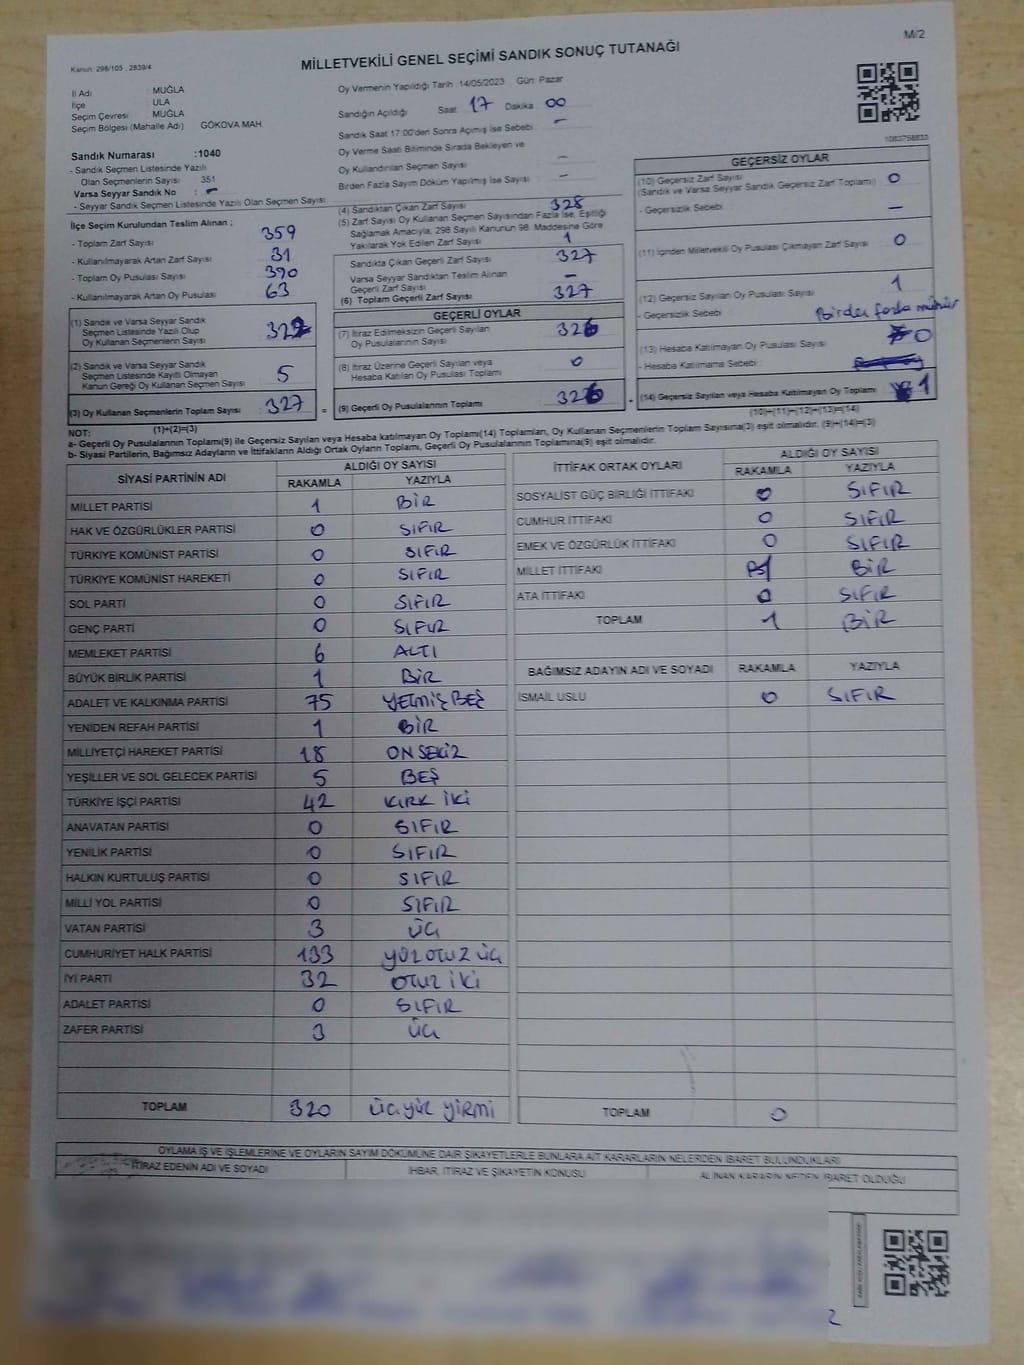 M/2
MİLLETVEKİLİ GENEL SEÇİMİ SANDIK SONUÇ TUTANAĞI
Kanun: 298/105 , 2839/4
İl Adı MUĞLA
İlçe ULA
Seçim Çevresi MUĞLA
Seçim Bölgesi (Mahalle Adı) GÖKOVA MAH.
Oy Vermenin Yapıldığı Tarih :14/05/2023 Gün: Pazar
Sandığın Açıldığı Saat: 17 Dakika 00
Sandık Saat 17:00'den Sonra Açımış İse Sebebi : -
Oy Verme Saati Bitiminde Sırada Bekleyen ve
Oy Kullandırılan Seçmen Sayısı -
Birden Fazla Sayım Döküm Yapılmış İse Sayısı -
1083758833
Sandık Numarası :1040
- Sandık Seçmen Listesinde Yazılı
Olan Seçmenlerin Sayısı 351
Varsa Seyyar Sandık No : -
- Seyyar Sandık Seçmen Listesinde Yazılı Olan Seçmen Sayısı:
İlçe Seçim Kurulundan Teslim Alınan ;
- Toplam Zarf Sayısı 359
- Kullanılmayarak Artan Zarf Sayısı 31
- Toplam Oy Pusulası Sayısı 390
- Kullanılmayarak Artan Oy Pusulası 63
(4) Sandıktan Çıkan Zarf Sayısı 328
(5) Zarf Sayısı Oy Kullanan Seçmen Sayısından Fazla İse, Eşitliği
Sağlamak Amacıyla, 298 Sayılı Kanunun 98. Maddesine Göre
Yakılarak Yok Edilen Zarf Sayısı 1
Sandıkta Çıkan Geçerli Zarf Sayısı 327
Varsa Seyyar Sandıktan Teslim Alınan
Geçerli Zarf Sayısı -
(6) Toplam Geçerli Zarf Sayısı 327
GEÇERSİZ OYLAR
(10) Geçersiz Zarf Sayısı
(Sandık ve Varsa Seyyar Sandık Geçersiz Zarf Toplamı) 0
- Geçersizlik Sebebi : -
(11) İçinden Milletvekili Oy Pusulası Çıkmayan Zarf Sayısı 0
(12) Geçersiz Sayılan Oy Pusulası Sayısı 1
- Geçersizlik Sebebi Birden fazla mühür
(13) Hesaba Katılmayan Oy Pusulası Sayısı 0
- Hesaba Katılmama Sebebi :
(14) Geçersiz Sayılan veya Hesaba Katılmayan Oy Toplamı 1
(10)+(11)+(12)+(13)=(14)
(1) Sandık ve Varsa Seyyar Sandık
Seçmen Listesinde Yazılı Olup
Oy Kullanan Seçmenlerin Sayısı 322
(2) Sandık ve Varsa Seyyar Sandık
Seçmen Listesinde Kayıtlı Olmayan
Kanun Gereği Oy Kullanan Seçmen Sayısı 5
(3) Oy Kullanan Seçmenlerin Toplam Sayısı : 327 =
(1)+(2)=(3)
GEÇERLİ OYLAR
(7) İtiraz Edilmeksizin Geçerli Sayılan
Oy Pusulalarının Sayısı 326
(8) İtiraz Üzerine Geçerli Sayılan veya
Hesaba Katılan Oy Pusulası Toplamı 0
(9) Geçerli Oy Pusulalarının Toplamı 326 +
NOT:
a- Geçerli Oy Pusulalarının Toplamı(9) ile Geçersiz Sayılan veya Hesaba katılmayan Oy Toplamı(14) Toplamları, Oy Kullanan Seçmenlerin Toplam Sayısına(3) eşit olmalıdır. (9)+(14)=(3)
b- Siyasi Partilerin, Bağımsız Adayların ve İttifakların Aldığı Ortak Oyların Toplamı, Geçerli Oy Pusulalarının Toplamına(9) eşit olmalıdır.
SİYASİ PARTİNİN ADI ALDIĞI OY SAYISI
RAKAMLA YAZIYLA
MİLLET PARTİSİ 1 BİR
HAK VE ÖZGÜRLÜKLER PARTİSİ 0 SIFIR
TÜRKİYE KOMÜNİST PARTİSİ 0 SIFIR
TÜRKİYE KOMÜNİST HAREKETİ 0 SIFIR
SOL PARTİ 0 SIFIR
GENÇ PARTİ 0 SIFIR
MEMLEKET PARTİSİ 6 ALTI
BÜYÜK BİRLİK PARTİSİ 1 BİR
ADALET VE KALKINMA PARTİSİ 75 YETMİŞ BEŞ
YENİDEN REFAH PARTİSİ 1 BİR
MİLLİYETÇİ HAREKET PARTİSİ 18 ON SEKİZ
YEŞİLLER VE SOL GELECEK PARTİSİ 5 BEŞ
TÜRKİYE İŞÇİ PARTİSİ 42 KIRK İKİ
ANAVATAN PARTİSİ 0 SIFIR
YENİLİK PARTİSİ 0 SIFIR
HALKIN KURTULUŞ PARTİSİ 0 SIFIR
MİLLİ YOL PARTİSİ 0 SIFIR
VATAN PARTİSİ 3 ÜÇ
CUMHURİYET HALK PARTİSİ 133 YÜZ OTUZ ÜÇ
İYİ PARTİ 32 OTUZ İKİ
ADALET PARTİSİ 0 SIFIR
ZAFER PARTİSİ 3 ÜÇ
TOPLAM 320 ÜÇ YÜZ YİRMİ
İTTİFAK ORTAK OYLARI ALDIĞI OY SAYISI
RAKAMLA YAZIYLA
SOSYALİST GÜÇ BİRLİĞİ İTTİFAKI 0 SIFIR
CUMHUR İTTİFAKI 0 SIFIR
EMEK VE ÖZGÜRLÜK İTTİFAKI 0 SIFIR
MİLLET İTTİFAKI 1 BİR
ATA İTTİFAKI 0 SIFIR
TOPLAM 1 BİR
BAĞIMSIZ ADAYIN ADI VE SOYADI RAKAMLA YAZIYLA
İSMAİL USLU 0 SIFIR
TOPLAM 0
OYLAMA İŞ VE İŞLEMLERİNE VE OYLARIN SAYIM DÖKÜMÜNE DAİR ŞİKAYETLERLE BUNLARA AİT KARARLARIN NELERDEN İBARET BULUNDUKLARI
İTİRAZ EDENİN ADI VE SOYADI İHBAR, İTİRAZ VE ŞİKAYETİN KONUSU ALINAN KARARIN NEDEN İBARET OLDUĞU